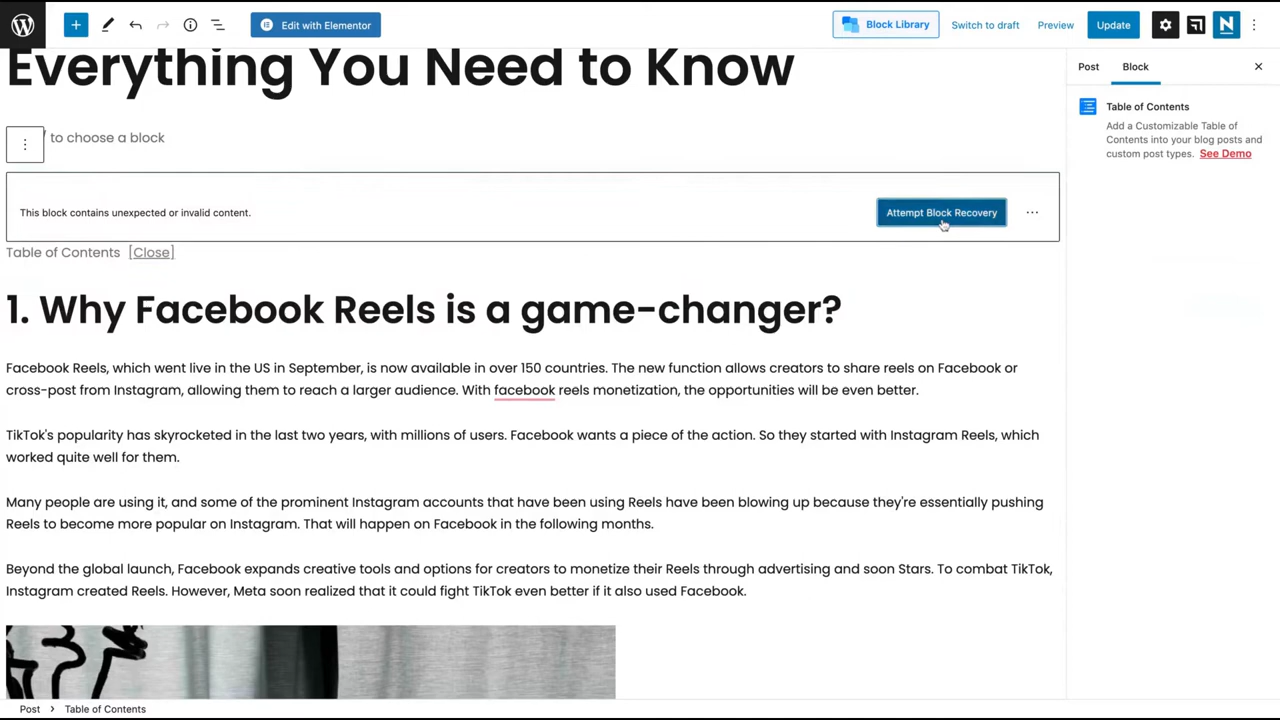 Edit with Elementor
Block Library
Switch to draft
Preview
Update
Everything You Need to Know
Post
Block
Table of Contents
Add a Customizable Table of
Contents into your blog posts and
custom post types. See Demo
to choose a block
This block contains unexpected or invalid content.
Attempt Block Recovery
Table of Contents [Close]
1. Why Facebook Reels is a game-changer?
Facebook Reels, which went live in the US in September, is now available in over 150 countries. The new function allows creators to share reels on Facebook or
cross-post from Instagram, allowing them to reach a larger audience. With facebook reels monetization, the opportunities will be even better.
TikTok's popularity has skyrocketed in the last two years, with millions of users. Facebook wants a piece of the action. So they started with Instagram Reels, which
worked quite well for them.
Many people are using it, and some of the prominent Instagram accounts that have been using Reels have been blowing up because they're essentially pushing
Reels to become more popular on Instagram. That will happen on Facebook in the following months.
Beyond the global launch, Facebook expands creative tools and options for creators to monetize their Reels through advertising and soon Stars. To combat TikTok,
Instagram created Reels. However, Meta soon realized that it could fight TikTok even better if it also used Facebook.
Post > Table of Contents